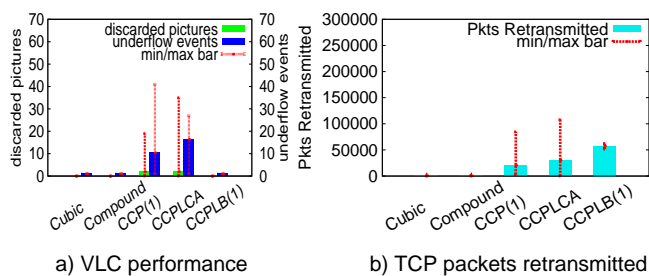 discarded pictures
underflow events
min/max bar
70
60
50
40
30
20
10
0
discarded pictures
70
60
50
40
30
20
10
0
underflow events
Cubic
Compound
CCP(1)
CCPLCA
CCPLB(1)
a) VLC performance
Pkts Retransmitted
min/max bar
300000
250000
200000
150000
100000
50000
0
Pkts Retransmitted
Cubic
Compound
CCP(1)
CCPLCA
CCPLB(1)
b) TCP packets retransmitted